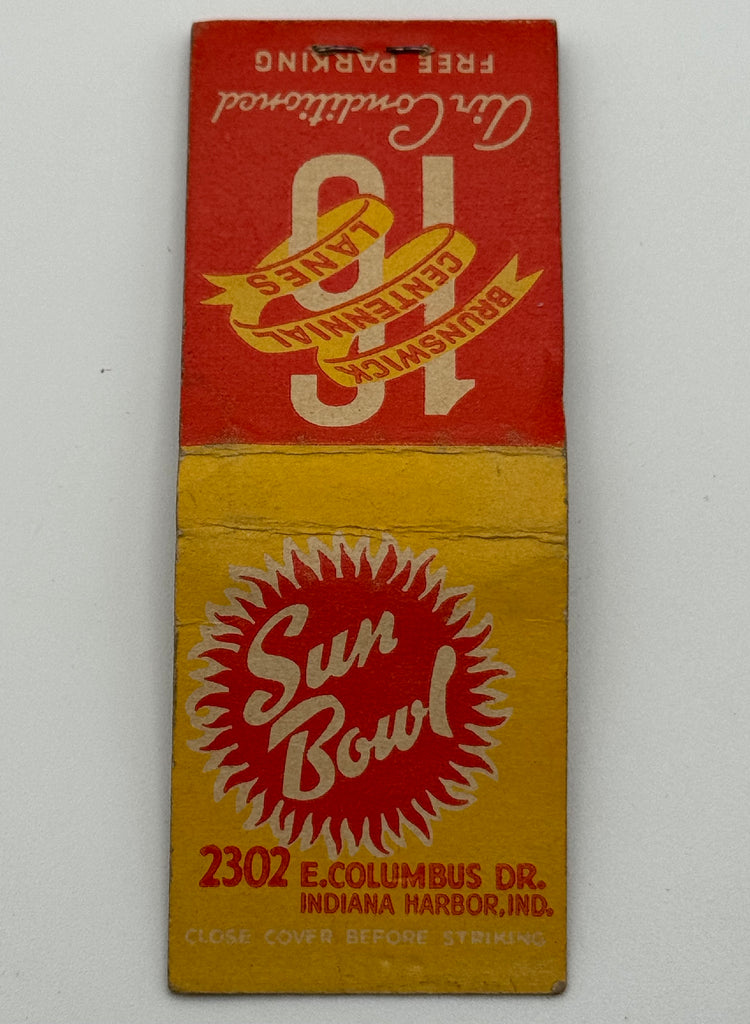 Sun
Bowl
2302 E. COLUMBUS DR.
INDIANA HARBOR, IND.
CLOSE COVER BEFORE STRIKING
16
BRUNSWICK
CENTENNIAL
LANES
Air Conditioned
FREE PARKING